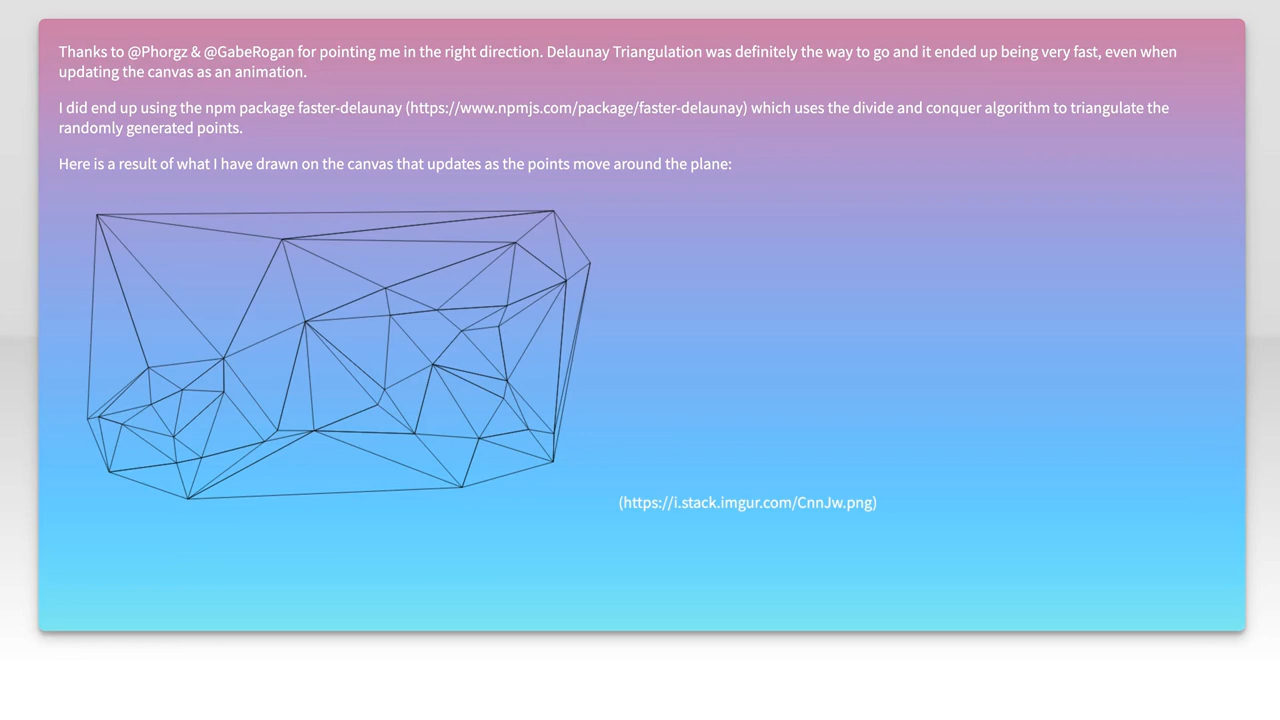 Thanks to @Phorgz & @GabeRogan for pointing me in the right direction. Delaunay Triangulation was definitely the way to go and it ended up being very fast, even when
updating the canvas as an animation.
I did end up using the npm package faster-delaunay (https://www.npmjs.com/package/faster-delaunay) which uses the divide and conquer algorithm to triangulate the
randomly generated points.
Here is a result of what I have drawn on the canvas that updates as the points move around the plane:
(https://i.stack.imgur.com/CnnJw.png)